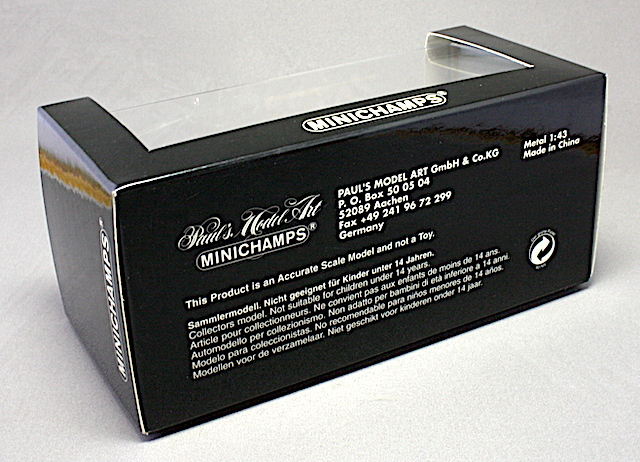 MINICHAMPS®
Paul's Model Art
MINICHAMPS®
PAUL'S MODEL ART GmbH & Co.KG
P. O. Box 50 05 04
52089 Aachen
Fax +49 241 96 72 299
Germany
Metal 1:43
Made in China
This Product is an Accurate Scale Model and not a Toy.
Sammlermodell. Nicht geeignet für Kinder unter 14 Jahren.
Collectors model. Not suitable for children under 14 years.
Article pour collectionneurs. Ne convient pas aux enfants de moins de 14 ans.
Automodello per collezionismo. Non adatto per bambini di età inferiore a 14 anni.
Modelo para coleccionistas. No recomendable para niños menores de 14 años.
Modellen voor de verzamelaar. Niet geschikt voor kinderen onder 14 jaar.
MINICHAMPS®